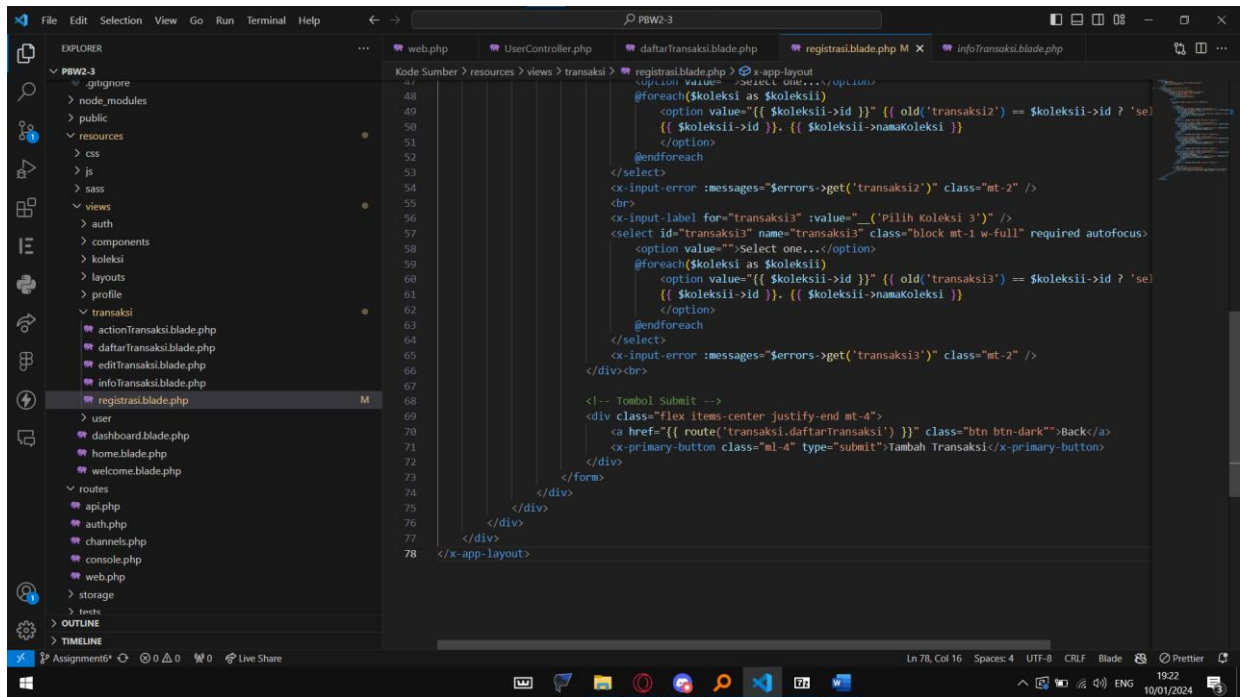 File Edit Selection View Go Run Terminal Help
PBW2-3
EXPLORER
PBW2-3
.gitignore
node_modules
public
resources
css
js
sass
views
auth
components
koleksi
layouts
profile
transaksi
actionTransaksi.blade.php
daftarTransaksi.blade.php
editTransaksi.blade.php
infoTransaksi.blade.php
registrasi.blade.php M
user
dashboard.blade.php
home.blade.php
welcome.blade.php
routes
api.php
auth.php
channels.php
console.php
web.php
storage
tests
OUTLINE
TIMELINE
web.php UserController.php daftarTransaksi.blade.php registrasi.blade.php M infoTransaksi.blade.php
Kode Sumber > resources > views > transaksi > registrasi.blade.php > x-app-layout
47 <option value="">Select one...</option>
48 @foreach($koleksi as $koleksii)
49 <option value="{{ $koleksii->id }}" {{ old('transaksi2') == $koleksii->id ? 'sel
50 {{ $koleksii->id }}. {{ $koleksii->namaKoleksi }}
51 </option>
52 @endforeach
53 </select>
54 <x-input-error :messages="$errors->get('transaksi2')" class="mt-2" />
55 <br>
56 <x-input-label for="transaksi3" :value="__('Pilih Koleksi 3')" />
57 <select id="transaksi3" name="transaksi3" class="block mt-1 w-full" required autofocus>
58 <option value="">Select one...</option>
59 @foreach($koleksi as $koleksii)
60 <option value="{{ $koleksii->id }}" {{ old('transaksi3') == $koleksii->id ? 'sel
61 {{ $koleksii->id }}. {{ $koleksii->namaKoleksi }}
62 </option>
63 @endforeach
64 </select>
65 <x-input-error :messages="$errors->get('transaksi3')" class="mt-2" />
66 </div><br>
67
68 <!-- Tombol Submit -->
69 <div class="flex items-center justify-end mt-4">
70 <a href="{{ route('transaksi.daftarTransaksi') }}" class="btn btn-dark"">Back</a>
71 <x-primary-button class="ml-4" type="submit">Tambah Transaksi</x-primary-button>
72 </div>
73 </form>
74 </div>
75 </div>
76 </div>
77 </div>
78 </x-app-layout>
Assignment6* 0 0 0 Live Share
Ln 78, Col 16 Spaces: 4 UTF-8 CRLF Blade Prettier
ENG
19:22
10/01/2024